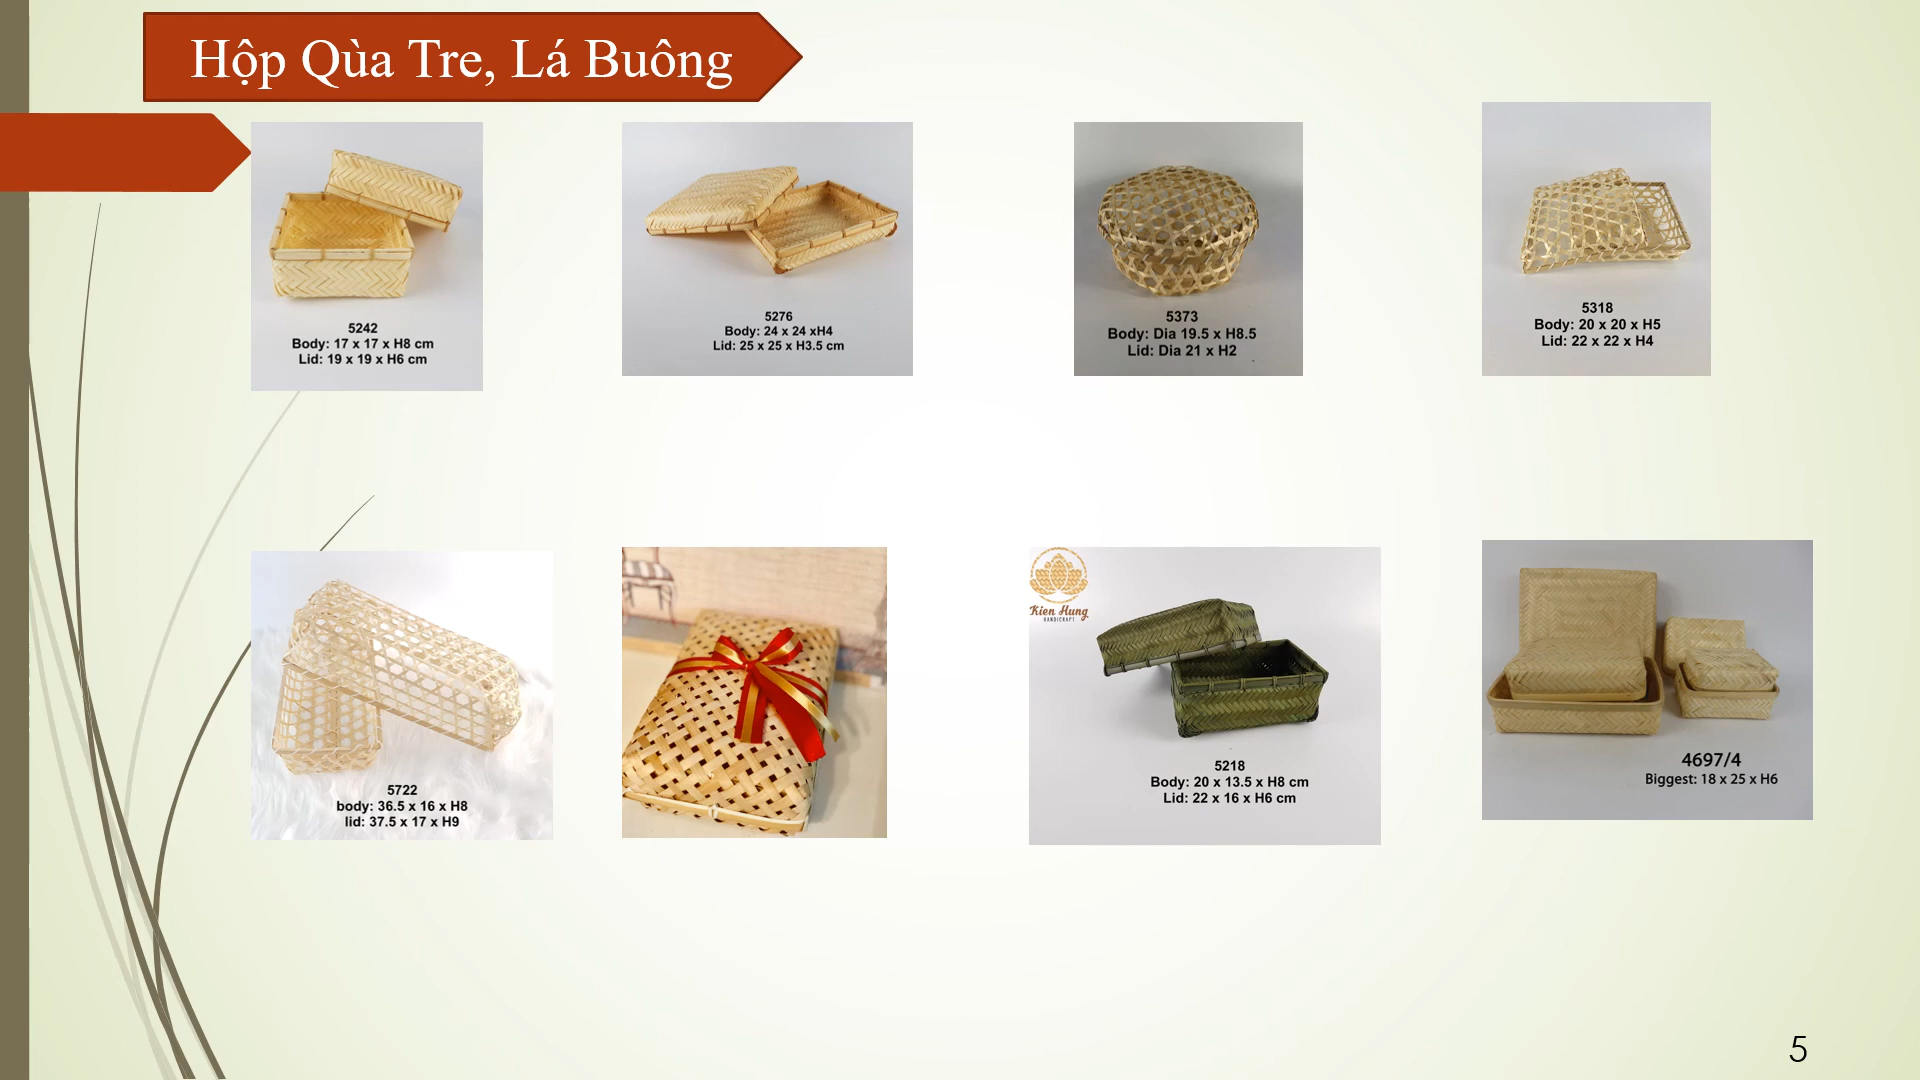 Hộp Qùa Tre, Lá Buông
5242
Body: 17 x 17 x H8 cm
Lid: 19 x 19 x H6 cm
5276
Body: 24 x 24 xH4
Lid: 25 x 25 x H3.5 cm
5373
Body: Dia 19.5 x H8.5
Lid: Dia 21 x H2
5318
Body: 20 x 20 x H5
Lid: 22 x 22 x H4
5722
body: 36.5 x 16 x H8
lid: 37.5 x 17 x H9
Kien Hung
HANDICRAFT
5218
Body: 20 x 13.5 x H8 cm
Lid: 22 x 16 x H6 cm
4697/4
Biggest: 18 x 25 x H6
5